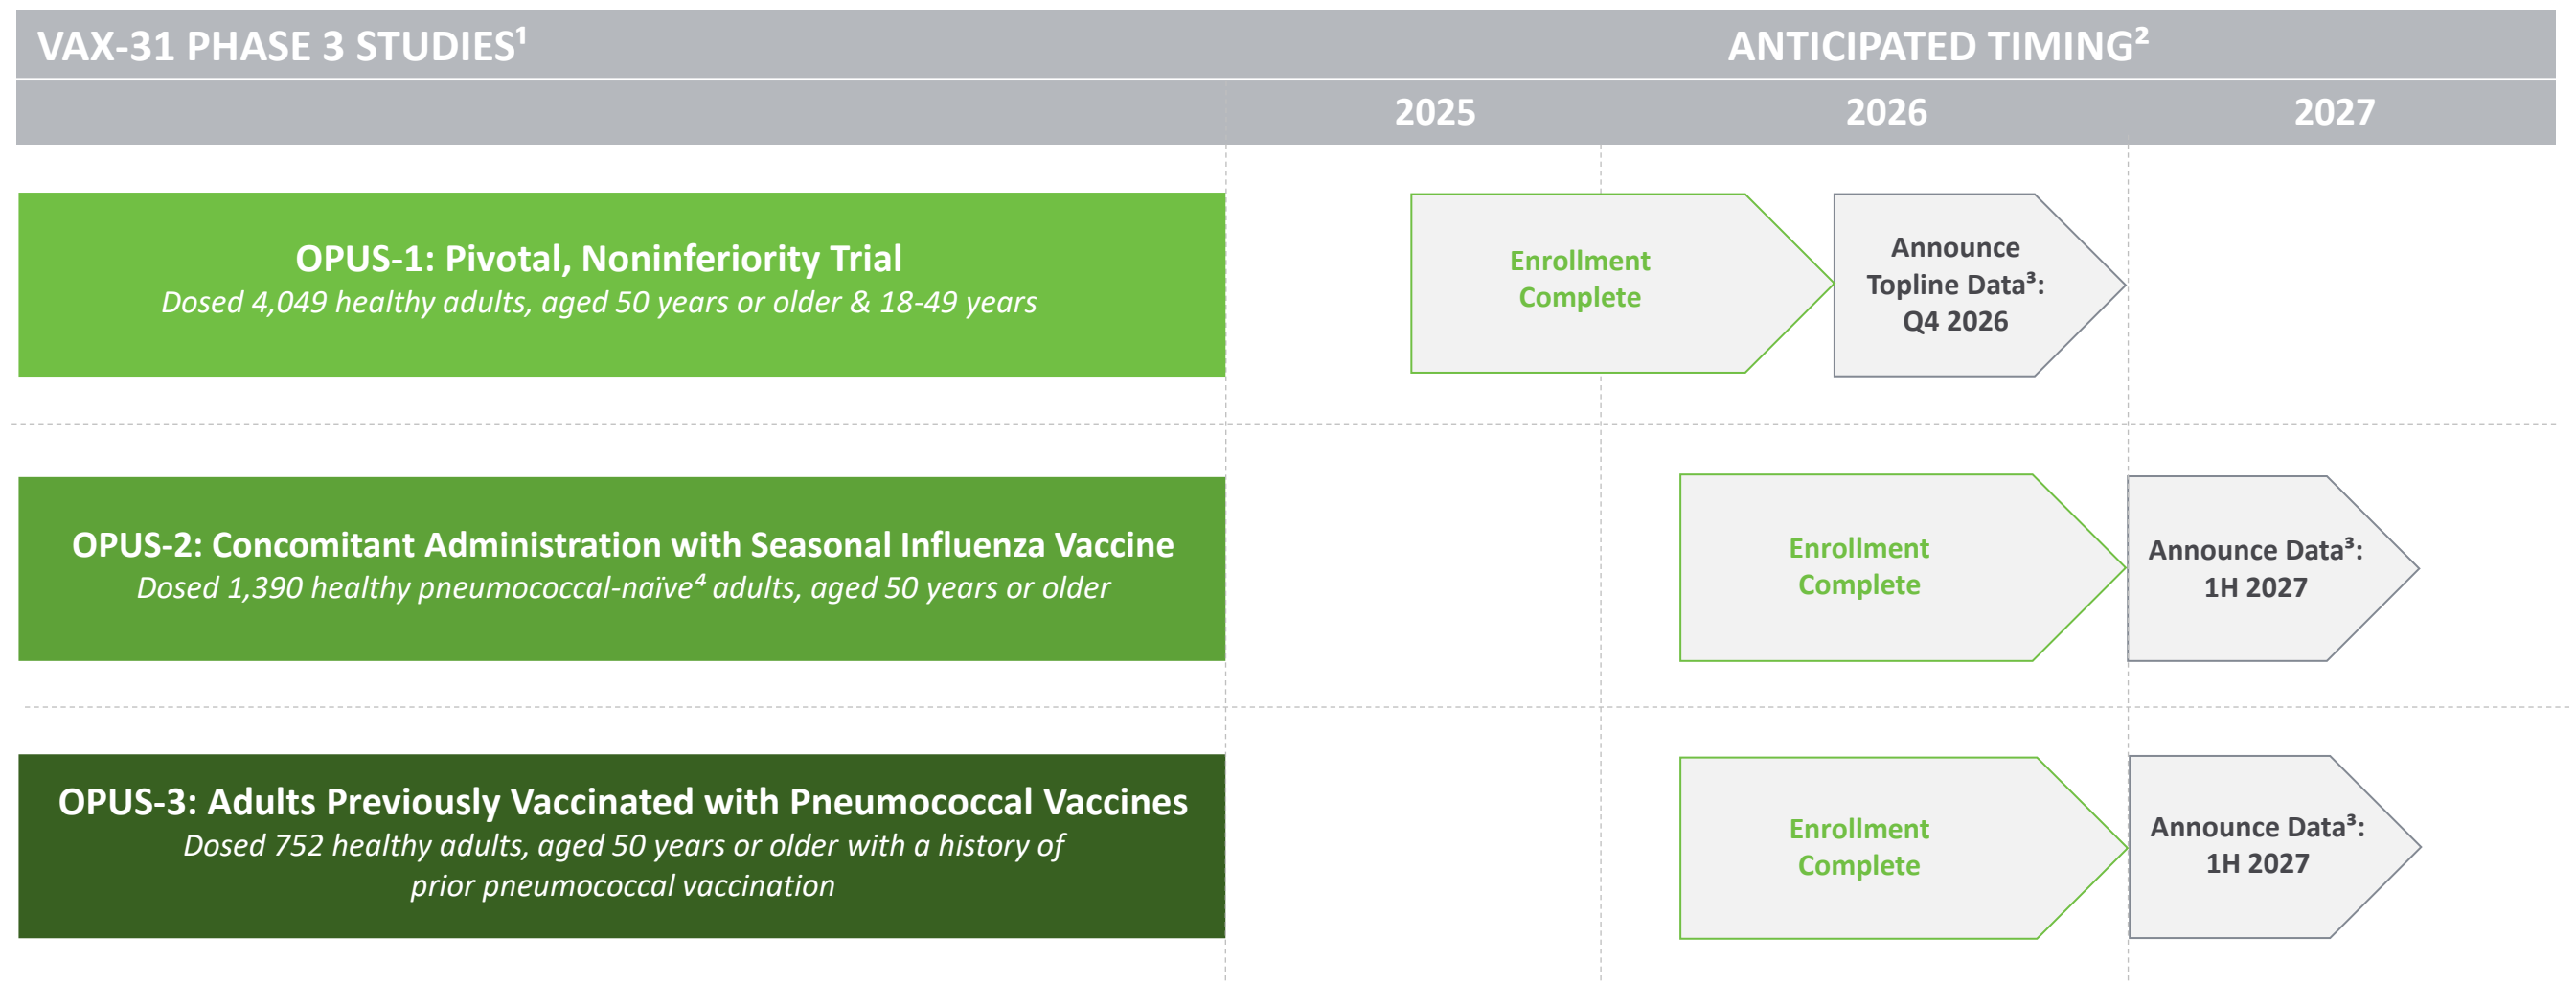 VAX-31 PHASE 3 STUDIES¹
ANTICIPATED TIMING²
2025
2026
2027
OPUS-1: Pivotal, Noninferiority Trial
Dosed 4,049 healthy adults, aged 50 years or older & 18-49 years
Enrollment
Complete
Announce
Topline Data³:
Q4 2026
OPUS-2: Concomitant Administration with Seasonal Influenza Vaccine
Dosed 1,390 healthy pneumococcal-naïve⁴ adults, aged 50 years or older
Enrollment
Complete
Announce Data³:
1H 2027
OPUS-3: Adults Previously Vaccinated with Pneumococcal Vaccines
Dosed 752 healthy adults, aged 50 years or older with a history of
prior pneumococcal vaccination
Enrollment
Complete
Announce Data³:
1H 2027